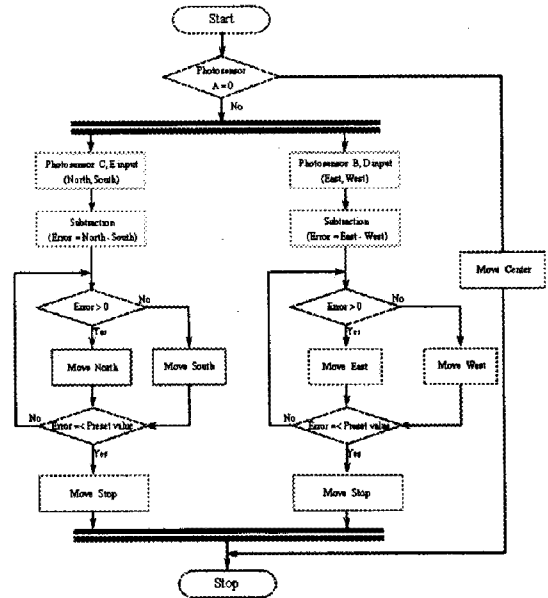 Start
Photosensor
A = 0
No
Photosensor C, E input
(North, South)
Photosensor B, D input
(East, West)
Subtraction
(Error = North - South)
Subtraction
(Error = East - West)
Move Center
Error > 0
No
Yes
Error > 0
No
Yes
Move North
Move South
Move East
Move West
No
Error =< Preset value
Yes
No
Error =< Preset value
Yes
Move Stop
Move Stop
Stop